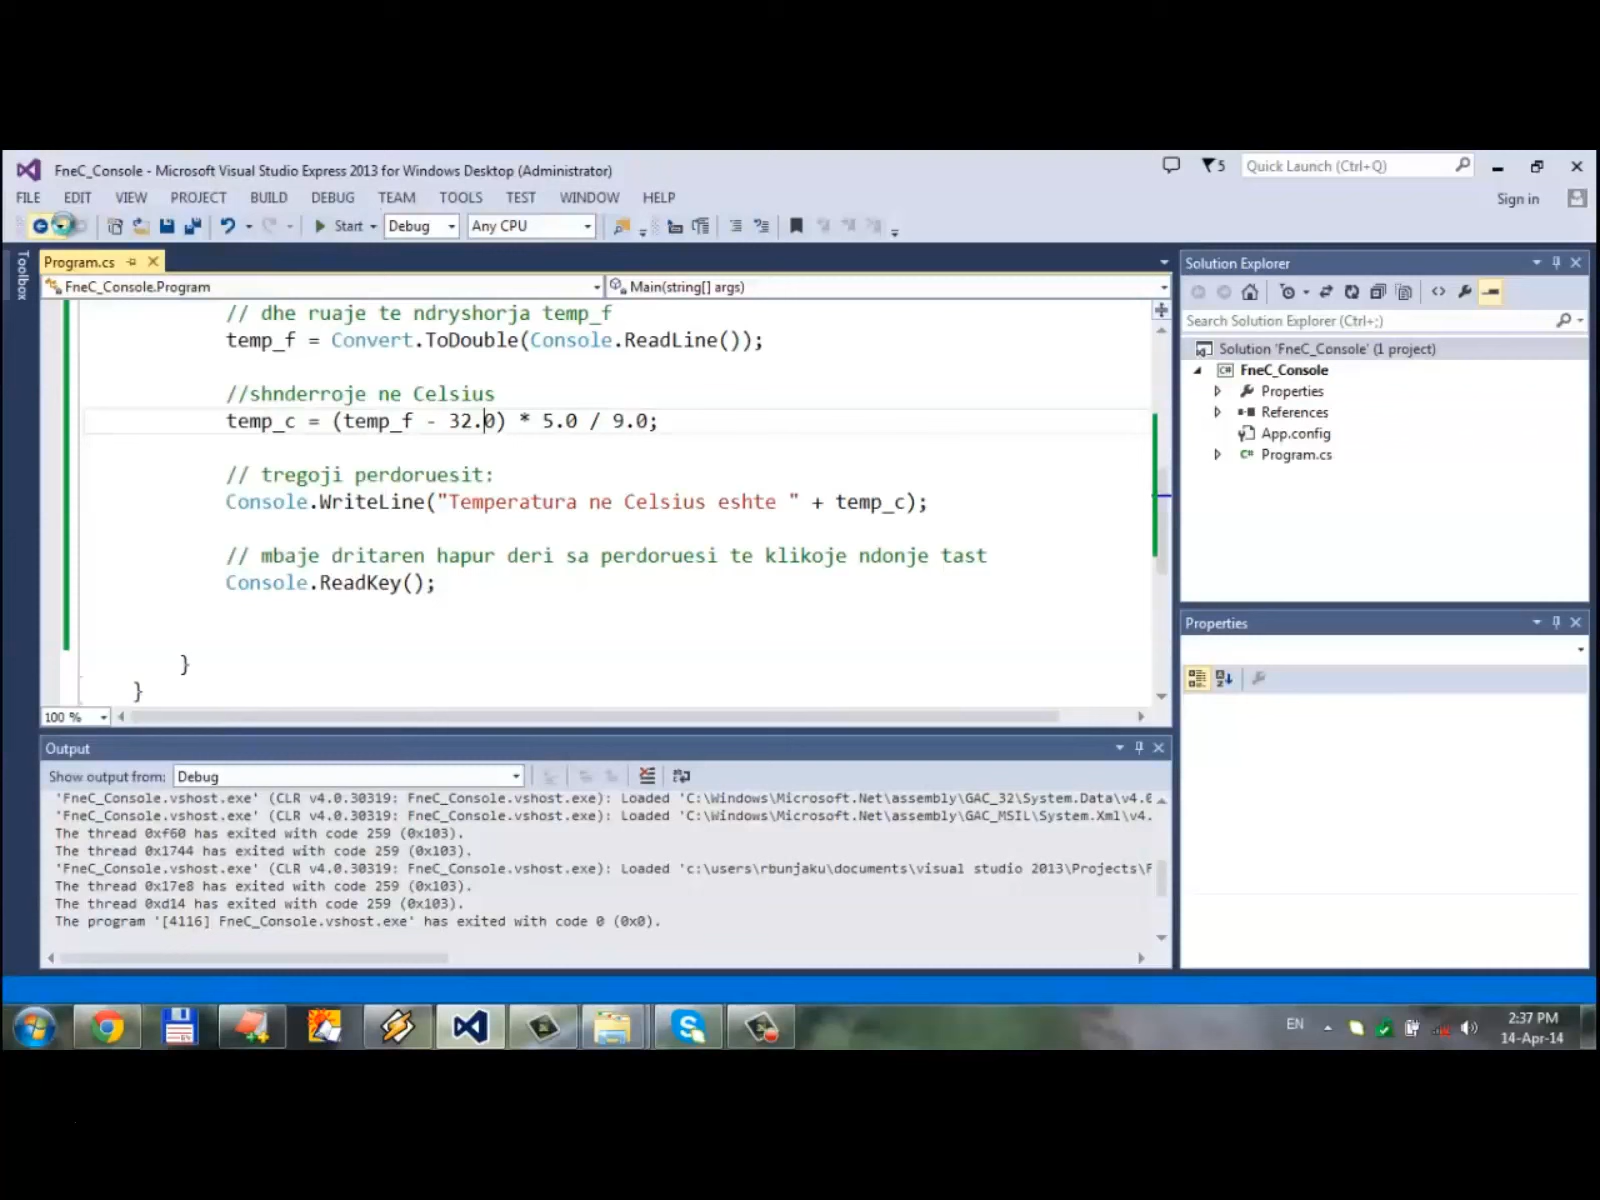 FneC_Console - Microsoft Visual Studio Express 2013 for Windows Desktop (Administrator)
5
Quick Launch (Ctrl+Q)
FILE EDIT VIEW PROJECT BUILD DEBUG TEAM TOOLS TEST WINDOW HELP
Sign in
Start Debug Any CPU
Toolbox
Program.cs
FneC_Console.Program
Main(string[] args)
// dhe ruaje te ndryshorja temp_f
temp_f = Convert.ToDouble(Console.ReadLine());
//shnderroje ne Celsius
temp_c = (temp_f - 32.0) * 5.0 / 9.0;
// tregoji perdoruesit:
Console.WriteLine("Temperatura ne Celsius eshte " + temp_c);
// mbaje dritaren hapur deri sa perdoruesi te klikoje ndonje tast
Console.ReadKey();
}
}
100 %
Solution Explorer
Search Solution Explorer (Ctrl+;)
Solution 'FneC_Console' (1 project)
FneC_Console
Properties
References
App.config
Program.cs
Properties
Output
Show output from: Debug
'FneC_Console.vshost.exe' (CLR v4.0.30319: FneC_Console.vshost.exe): Loaded 'C:\Windows\Microsoft.Net\assembly\GAC_32\System.Data\v4.0
'FneC_Console.vshost.exe' (CLR v4.0.30319: FneC_Console.vshost.exe): Loaded 'C:\Windows\Microsoft.Net\assembly\GAC_MSIL\System.Xml\v4.
The thread 0xf60 has exited with code 259 (0x103).
The thread 0x1744 has exited with code 259 (0x103).
'FneC_Console.vshost.exe' (CLR v4.0.30319: FneC_Console.vshost.exe): Loaded 'c:\users\rbunjaku\documents\visual studio 2013\Projects\F
The thread 0x17e8 has exited with code 259 (0x103).
The thread 0xd14 has exited with code 259 (0x103).
The program '[4116] FneC_Console.vshost.exe' has exited with code 0 (0x0).
EN
2:37 PM
14-Apr-14